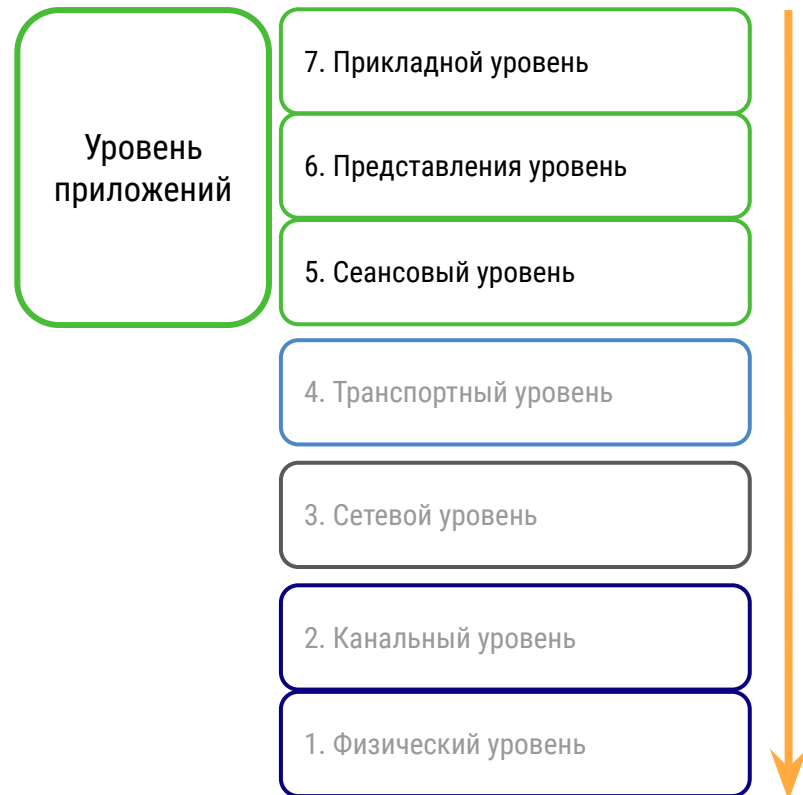 Уровень
приложений
7. Прикладной уровень
6. Представления уровень
5. Сеансовый уровень
4. Транспортный уровень
3. Сетевой уровень
2. Канальный уровень
1. Физический уровень